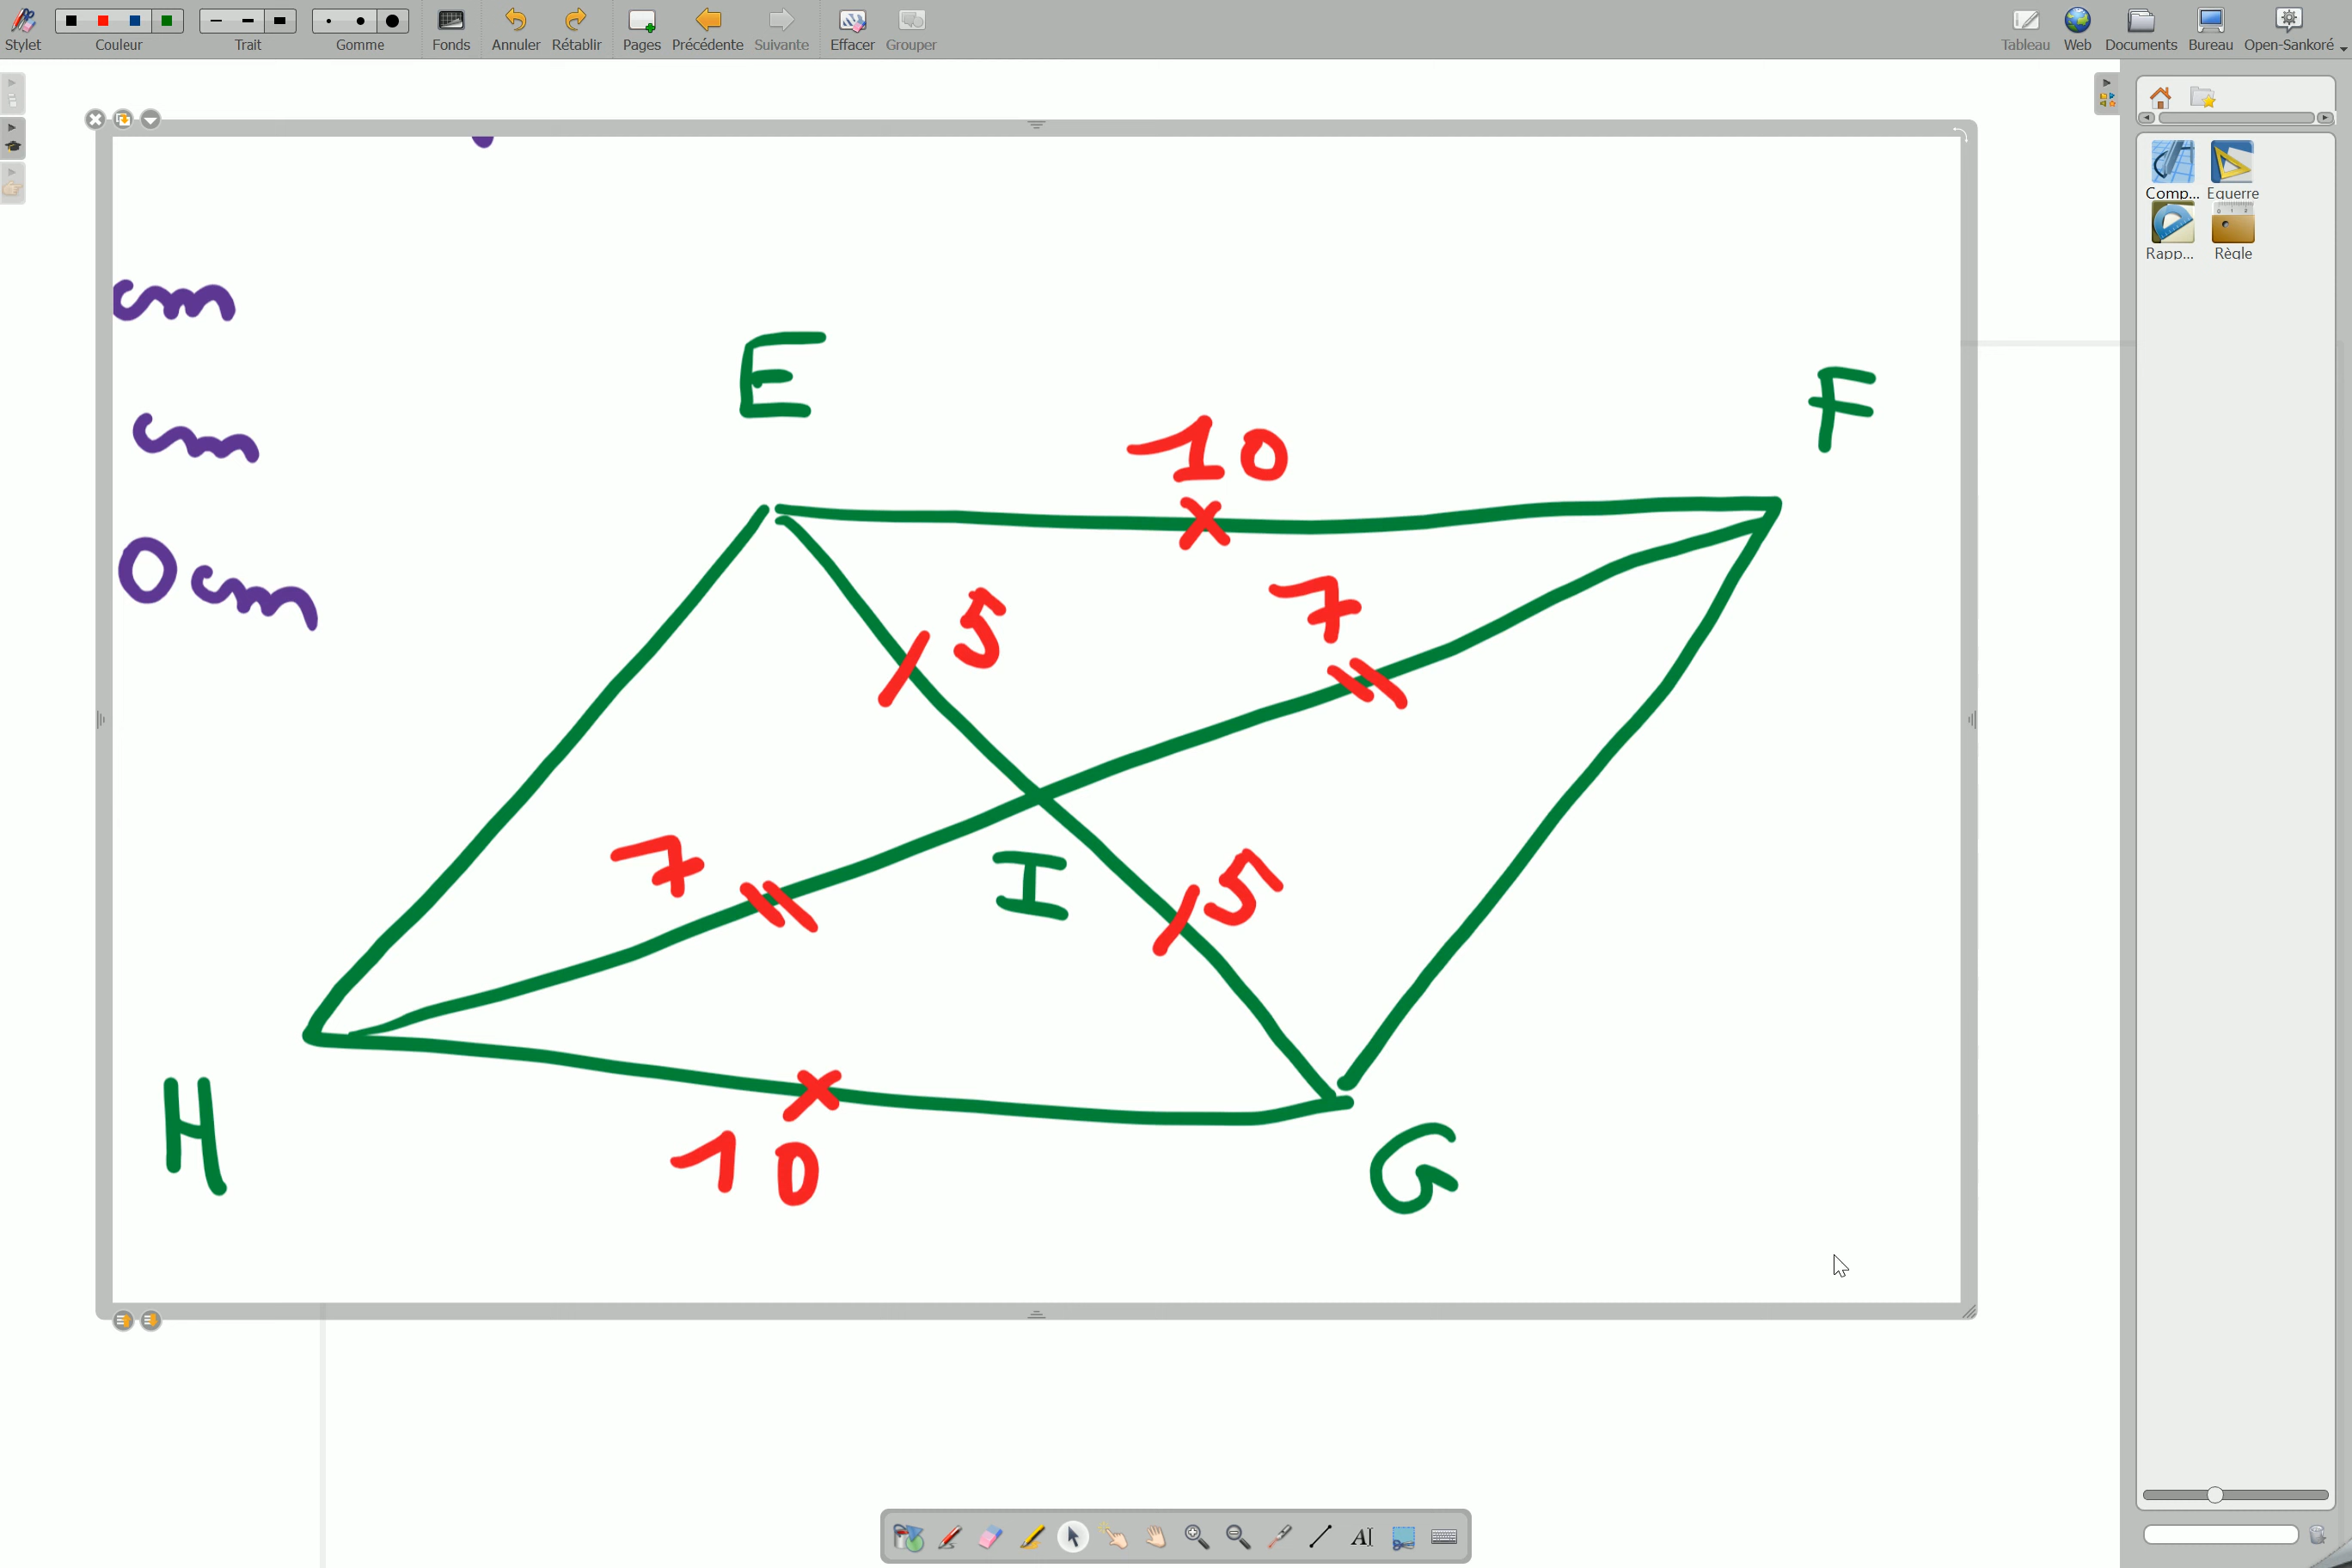 Stylet Couleur Trait Gomme Fonds Annuler Rétablir Pages Précédente Suivante Effacer Grouper Tableau Web Documents Bureau Open-Sankoré
Comp... Equerre
Rapp... Règle
cm
E
F
10
cm
0cm
5
7
7
I
5
H
10
G
AI